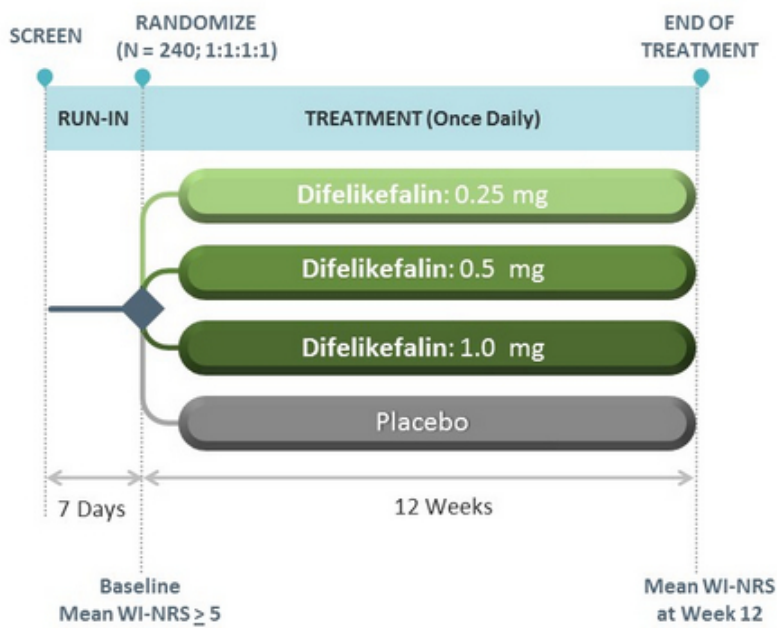 SCREEN
RANDOMIZE
(N = 240; 1:1:1:1)
END OF
TREATMENT
RUN-IN
TREATMENT (Once Daily)
Difelikefalin: 0.25 mg
Difelikefalin: 0.5 mg
Difelikefalin: 1.0 mg
Placebo
7 Days
12 Weeks
Baseline
Mean WI-NRS ≥ 5
Mean WI-NRS
at Week 12